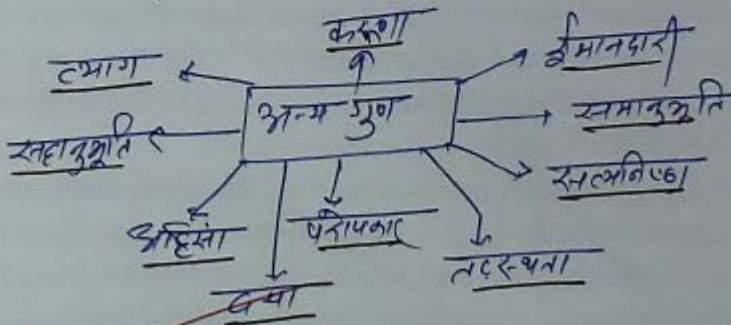 करुणा
त्याग
ईमानदारी
अन्य गुण
समानुभूति
सहानुभूति
सत्यनिष्ठा
अहिंसा
परोपकार
तटस्थता
दया